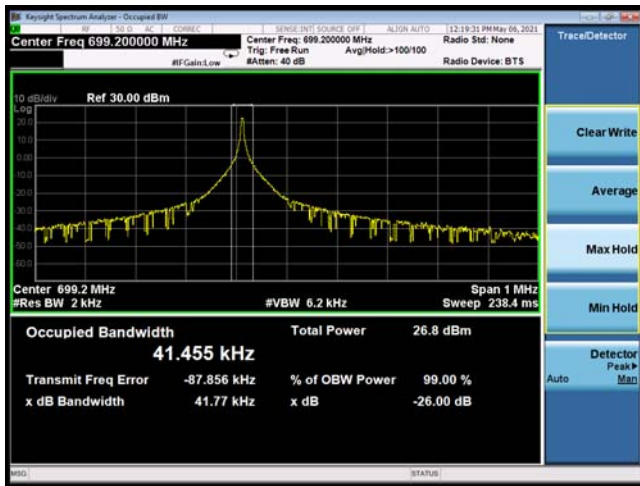 Keysight Spectrum Analyzer - Occupied BW
RF 50 Ω AC CORREC SENSE:INT SOURCE OFF ALIGN AUTO 12:19:31 PM May 06, 2021
Center Freq 699.200000 MHz
Center Freq: 699.200000 MHz
Radio Std: None
Trig: Free Run Avg|Hold:>100/100
#IFGain:Low #Atten: 40 dB Radio Device: BTS
Trace/Detector
10 dB/div Ref 30.00 dBm
Log
20.0
10.0
0.00
-10.0
-20.0
-30.0
-40.0
-50.0
-60.0
Center 699.2 MHz Span 1 MHz
#Res BW 2 kHz #VBW 6.2 kHz Sweep 238.4 ms
Occupied Bandwidth Total Power 26.8 dBm
41.455 kHz
Transmit Freq Error -87.856 kHz % of OBW Power 99.00 %
x dB Bandwidth 41.77 kHz x dB -26.00 dB
Clear Write
Average
Max Hold
Min Hold
Detector
Peak▶
Auto Man
MSG STATUS